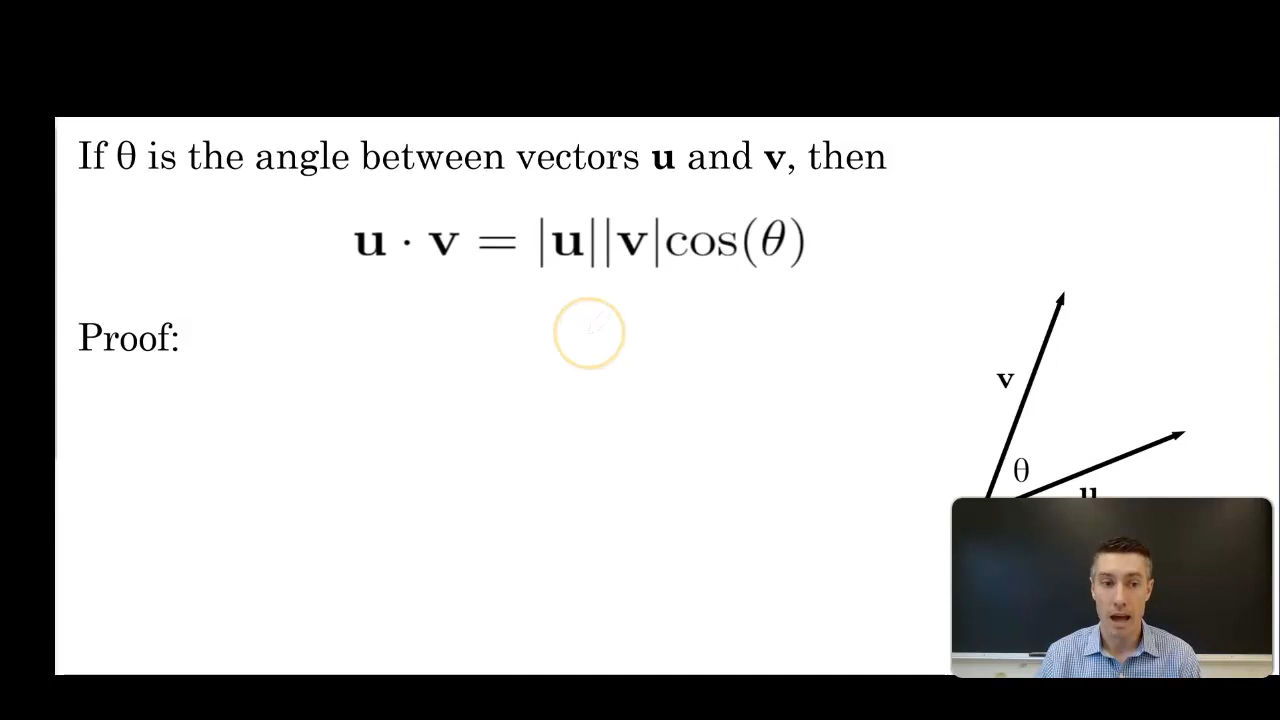 If θ is the angle between vectors u and v, then
u · v = |u||v|cos(θ)
Proof:
v
θ
u